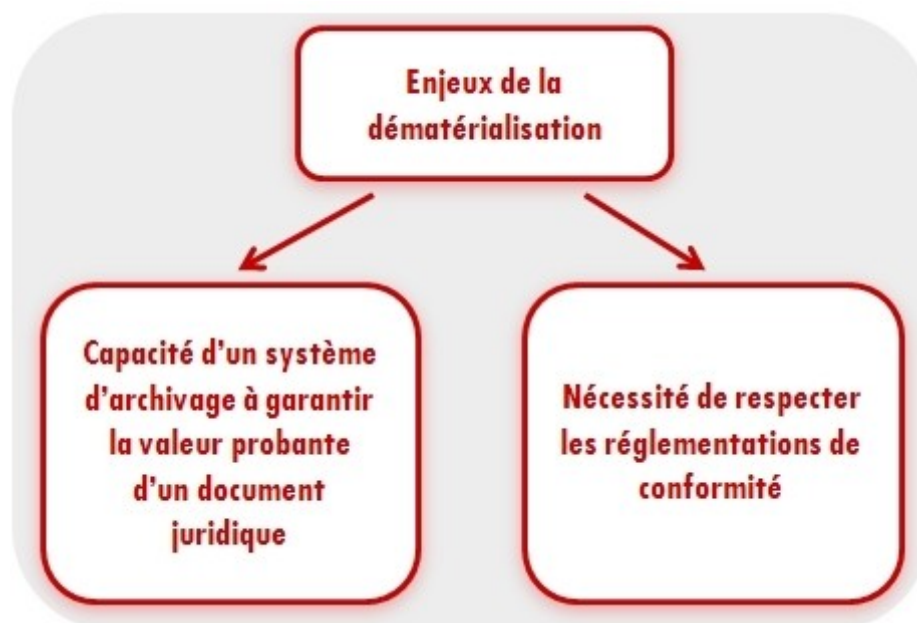 Enjeux de la
dématérialisation
Capacité d’un système
d’archivage à garantir
la valeur probante
d’un document
juridique
Nécessité de respecter
les réglementations de
conformité